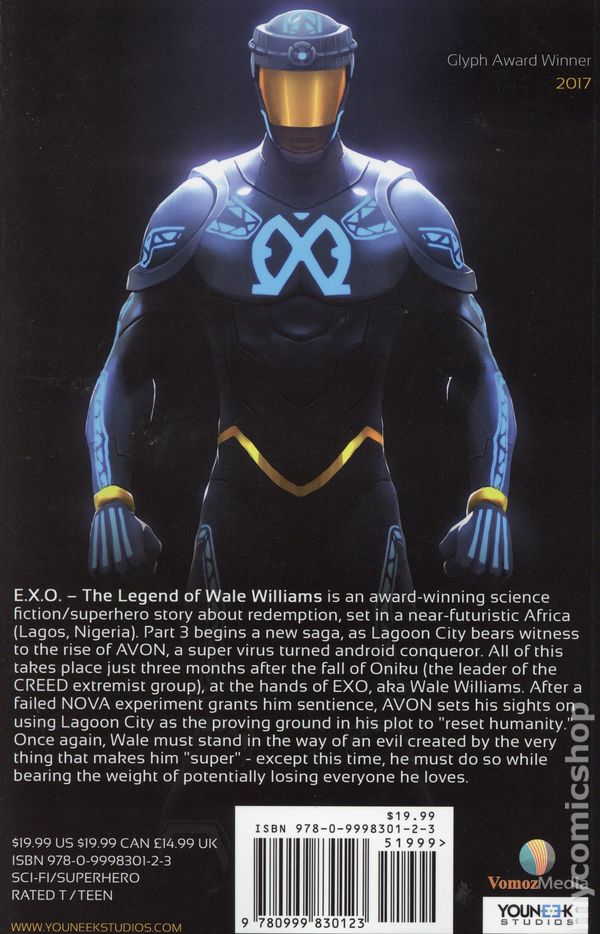 Glyph Award Winner
2017
E.X.O. – The Legend of Wale Williams is an award-winning science
fiction/superhero story about redemption, set in a near-futuristic Africa
(Lagos, Nigeria). Part 3 begins a new saga, as Lagoon City bears witness
to the rise of AVON, a super virus turned android conqueror. All of this
takes place just three months after the fall of Oniku (the leader of the
CREED extremist group), at the hands of EXO, aka Wale Williams. After a
failed NOVA experiment grants him sentience, AVON sets his sights on
using Lagoon City as the proving ground in his plot to "reset humanity."
Once again, Wale must stand in the way of an evil created by the very
thing that makes him "super" - except this time, he must do so while
bearing the weight of potentially losing everyone he loves.
$19.99 US $19.99 CAN £14.99 UK
ISBN 978-0-9998301-2-3
SCI-FI/SUPERHERO
RATED T / TEEN
WWW.YOUNEEKSTUDIOS.COM
$19.99
ISBN 978-0-9998301-2-3
51999>
9 780999 830123
VomozMedia
YOUNEEK
STUDIOS
mycomicshop